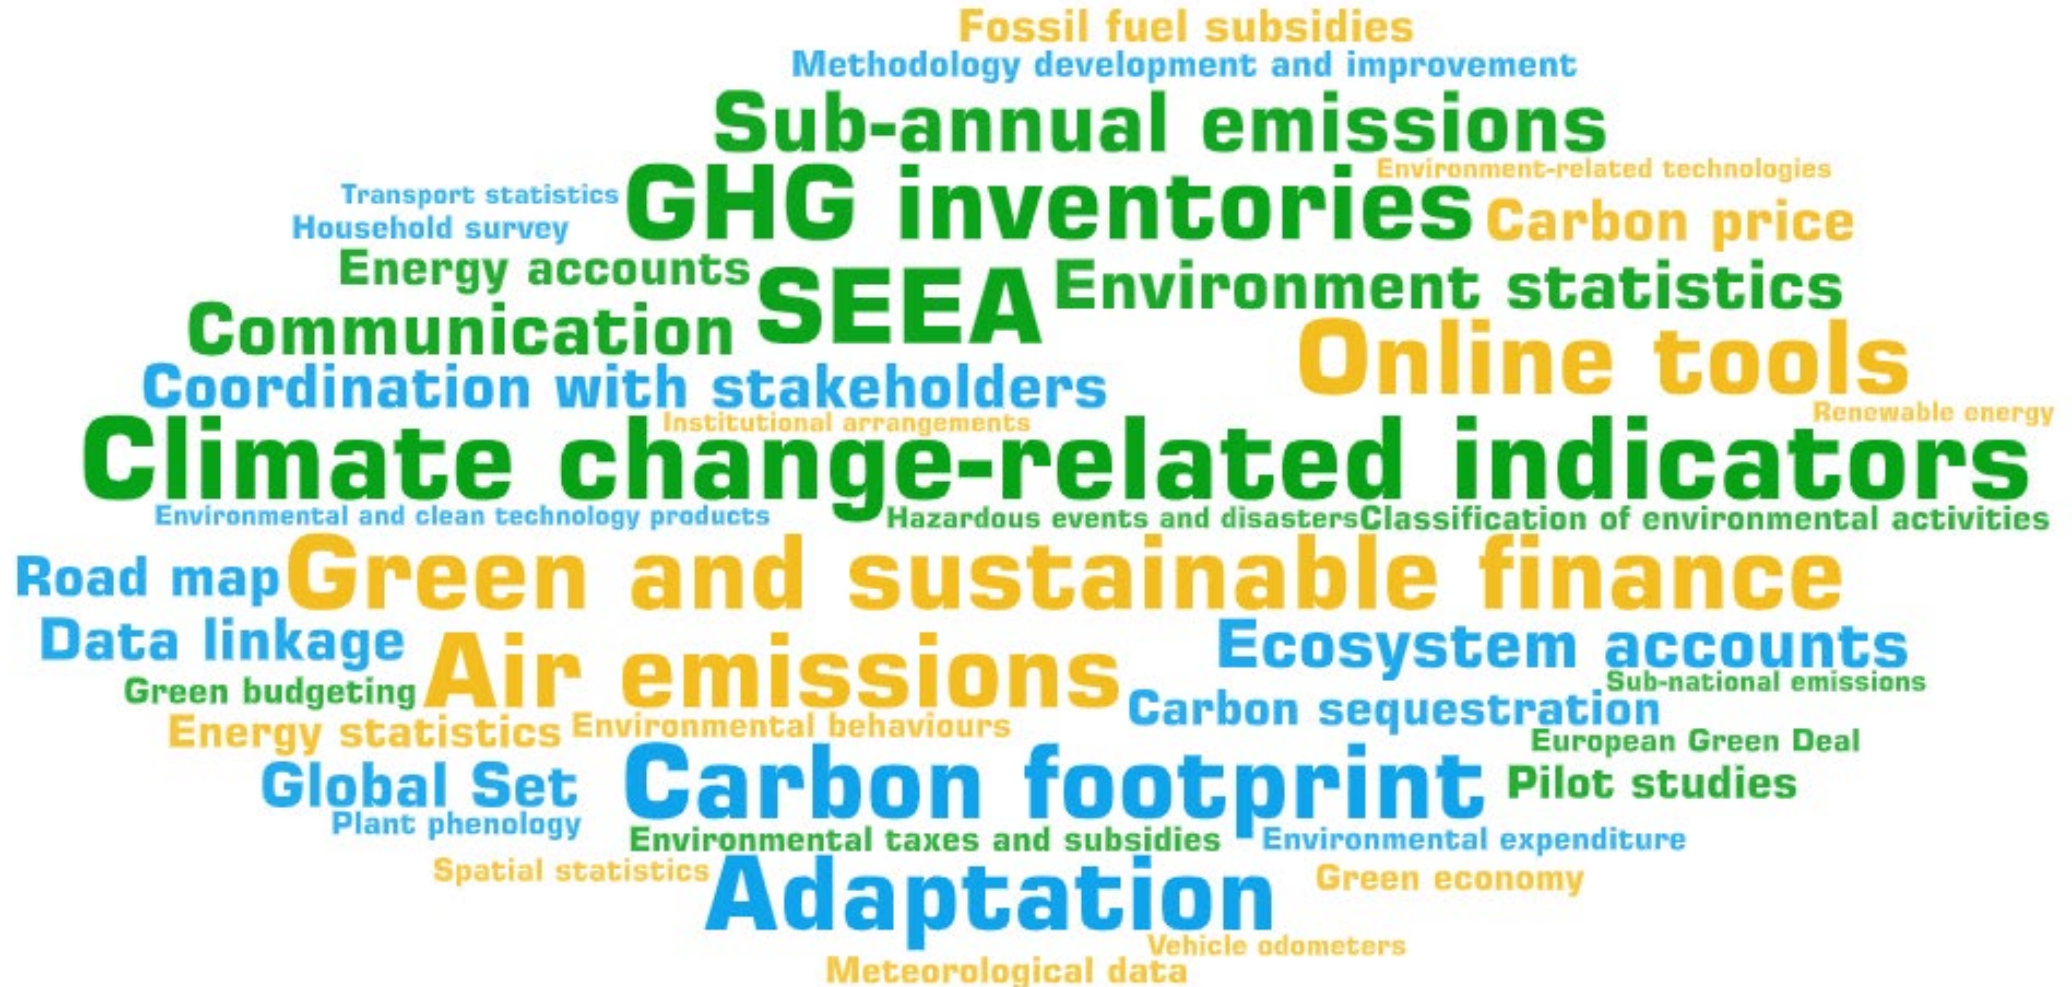 Fossil fuel subsidies
Methodology development and improvement
Sub-annual emissions
Environment-related technologies
Transport statistics
GHG inventories
Carbon price
Household survey
Energy accounts
SEEA
Environment statistics
Communication
Online tools
Coordination with stakeholders
Institutional arrangements
Renewable energy
Climate change-related indicators
Environmental and clean technology products
Hazardous events and disasters
Classification of environmental activities
Road map
Green and sustainable finance
Data linkage
Air emissions
Ecosystem accounts
Sub-national emissions
Green budgeting
Carbon sequestration
Energy statistics
Environmental behaviours
European Green Deal
Global Set
Carbon footprint
Pilot studies
Plant phenology
Environmental taxes and subsidies
Environmental expenditure
Spatial statistics
Adaptation
Green economy
Vehicle odometers
Meteorological data